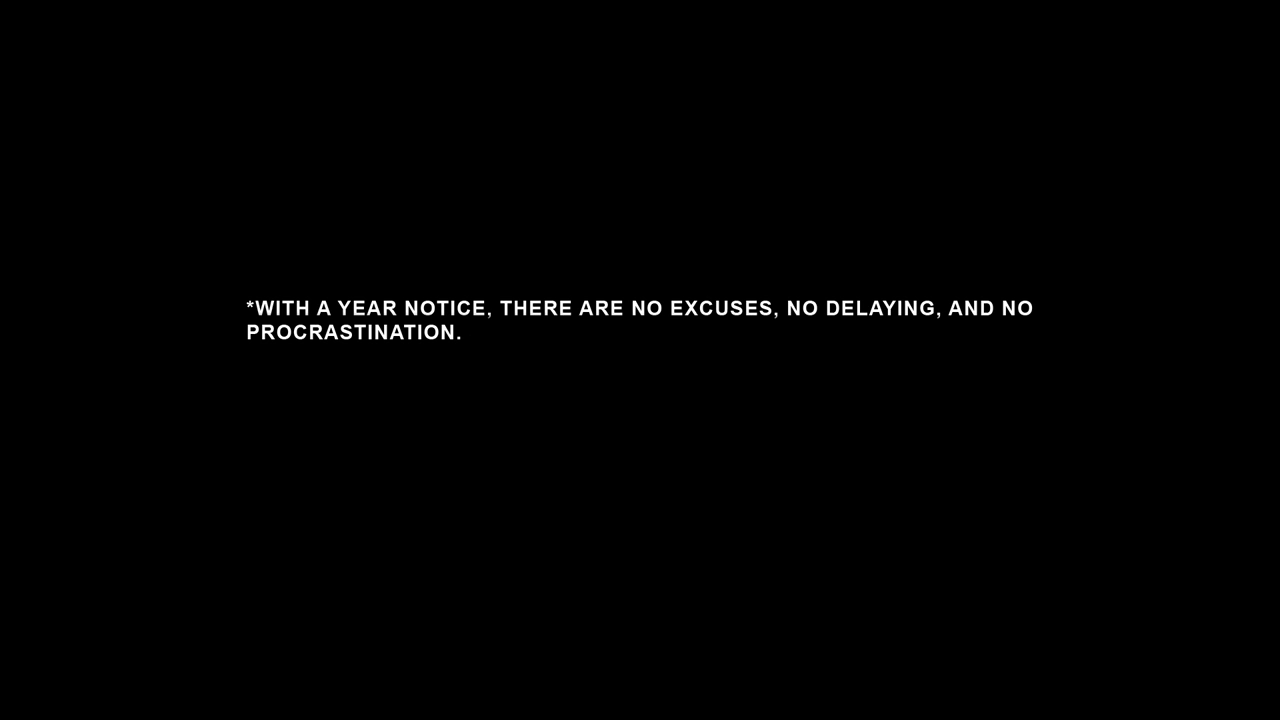 *WITH A YEAR NOTICE, THERE ARE NO EXCUSES, NO DELAYING, AND NO
PROCRASTINATION.